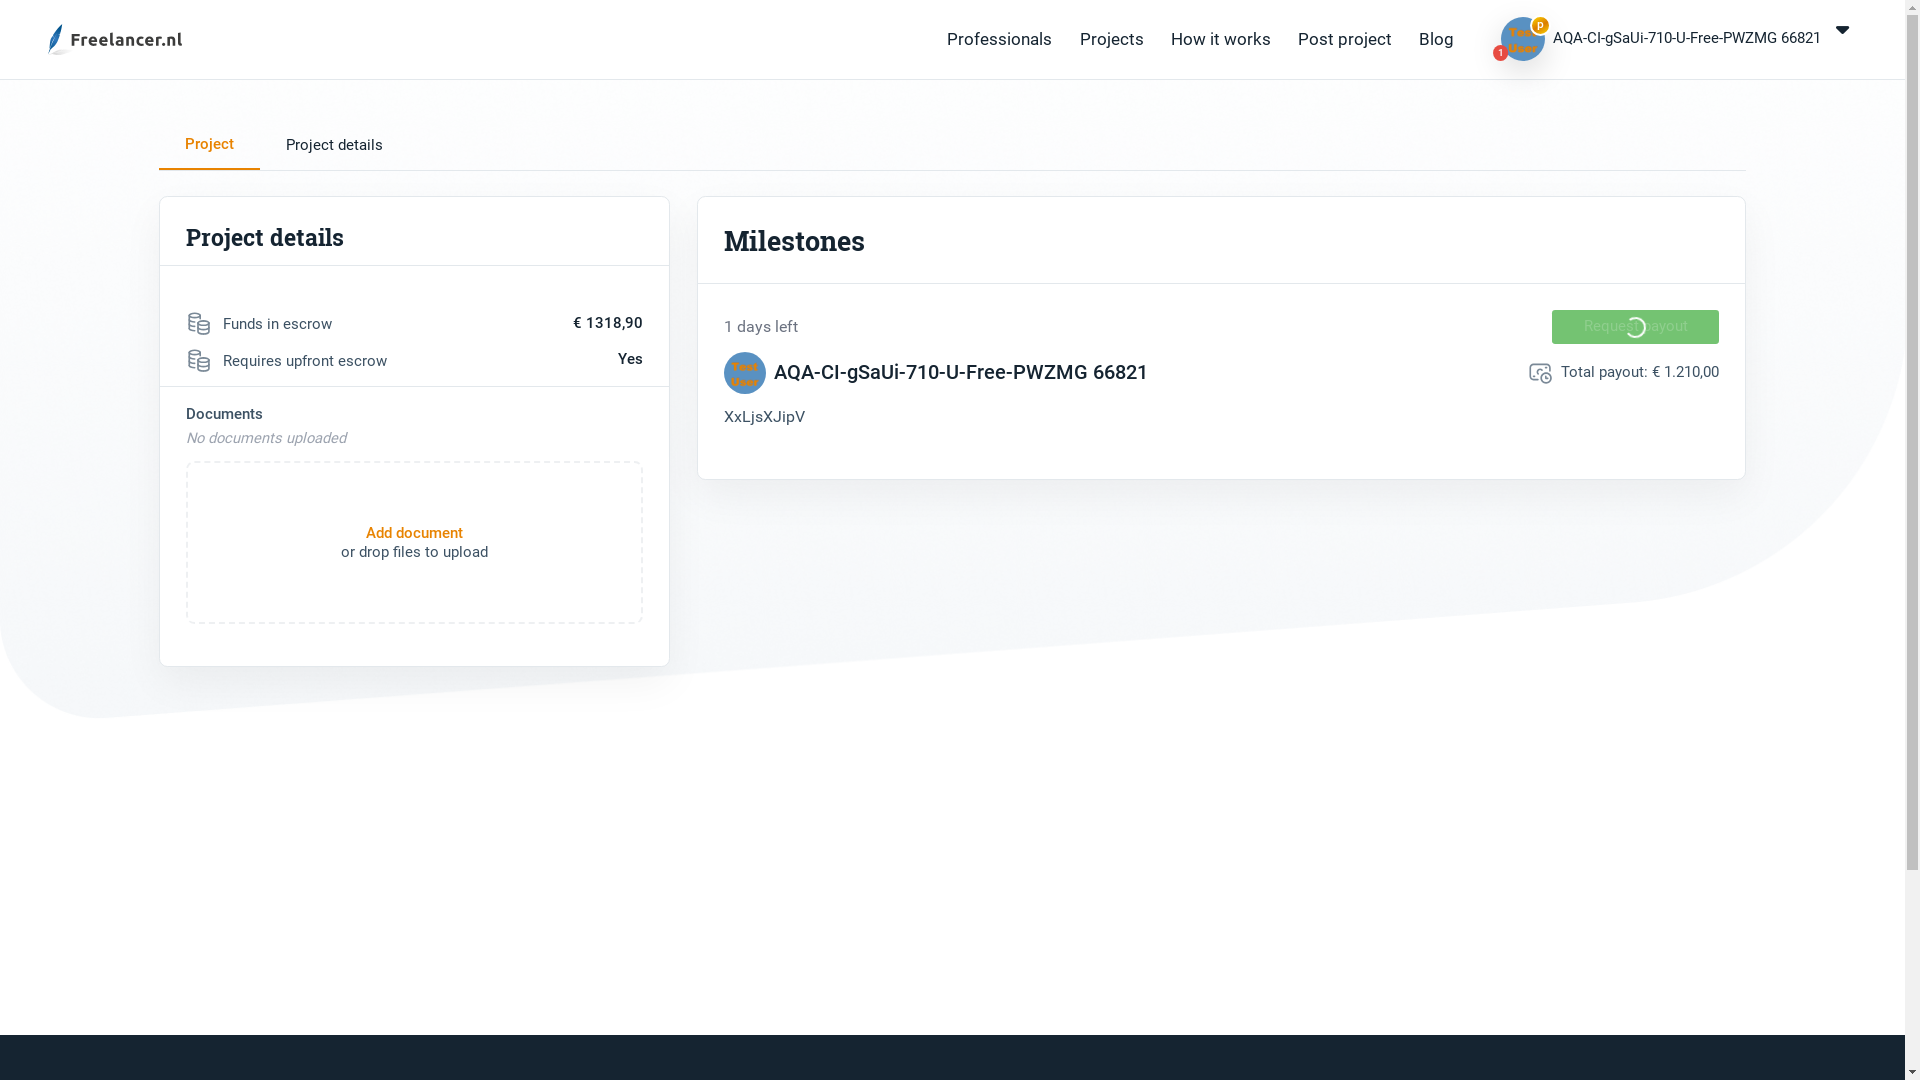 Freelancer.nl
Professionals
Projects
How it works
Post project
Blog
Test User
P
1
AQA-CI-gSaUi-710-U-Free-PWZMG 66821
Project
Project details
Project details
Funds in escrow
€ 1318,90
Requires upfront escrow
Yes
Documents
No documents uploaded
Add document
or drop files to upload
Milestones
1 days left
Request payout
Test
User
AQA-CI-gSaUi-710-U-Free-PWZMG 66821
Total payout: € 1.210,00
XxLjsXJipV